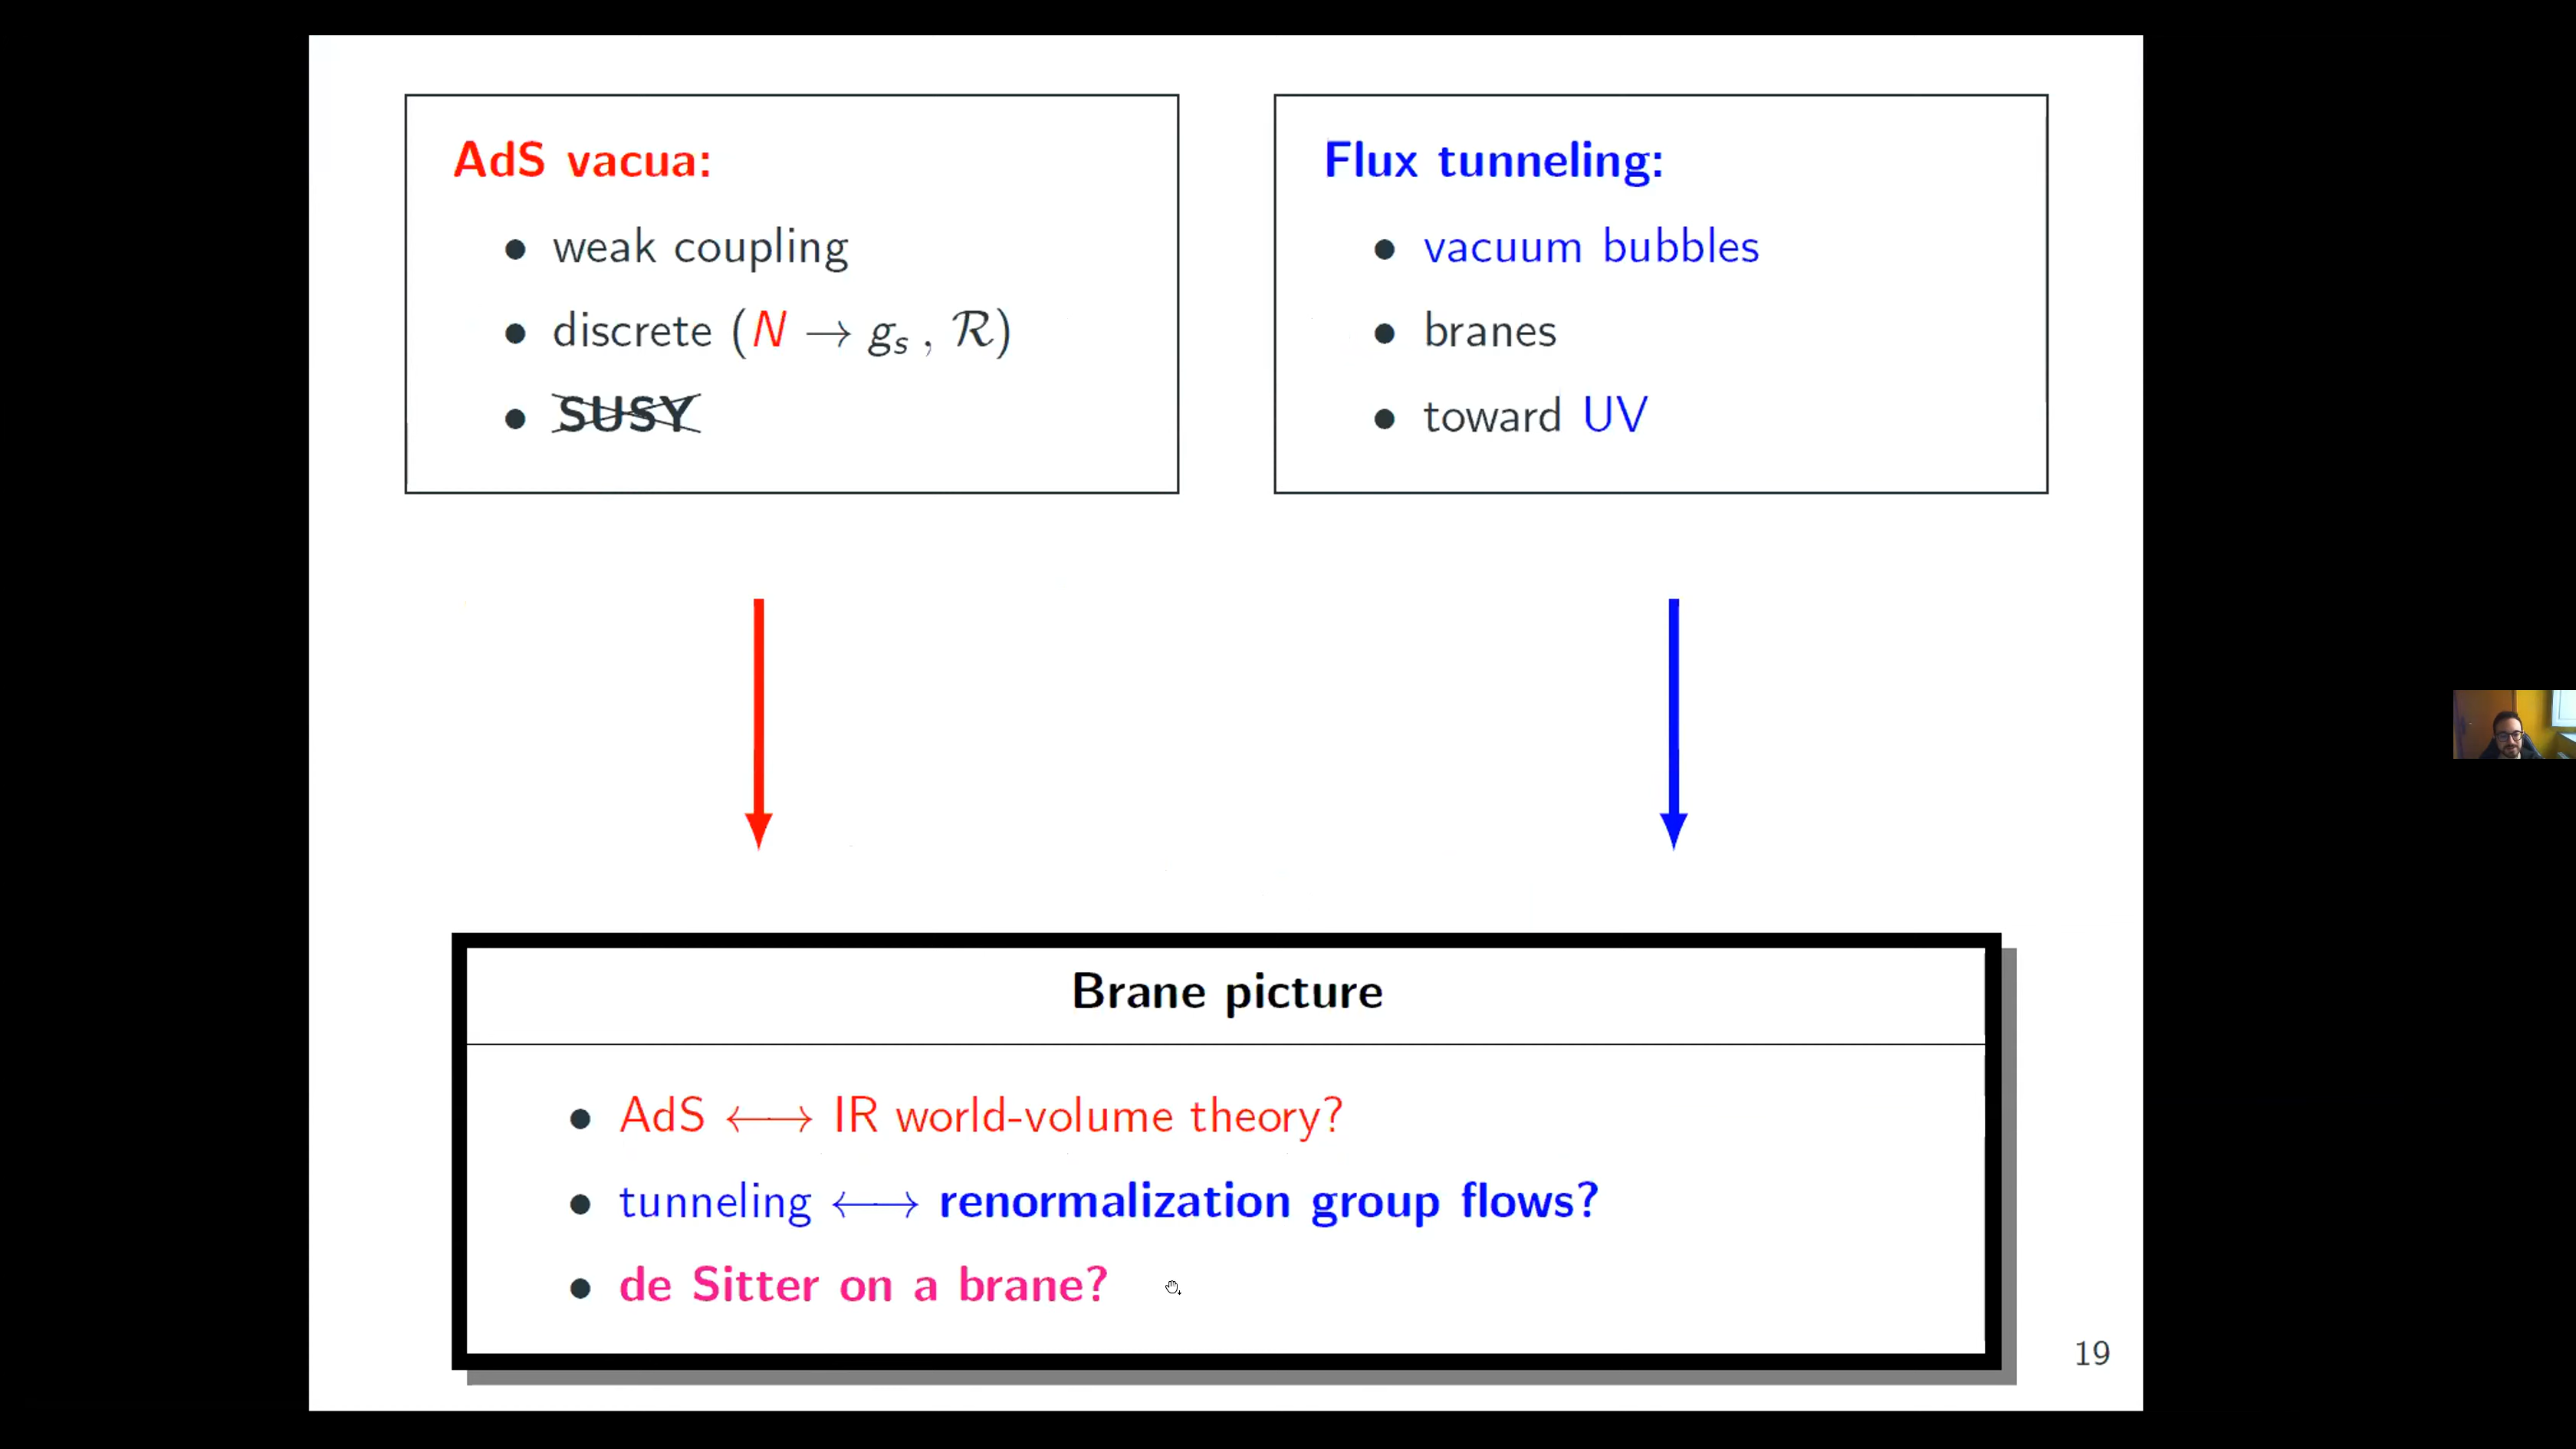 AdS vacua:
• weak coupling
• discrete (N → gₛ , ℛ)
• SUSY
Flux tunneling:
• vacuum bubbles
• branes
• toward UV
Brane picture
• AdS ⟷ IR world-volume theory?
• tunneling ⟷ renormalization group flows?
• de Sitter on a brane?
19